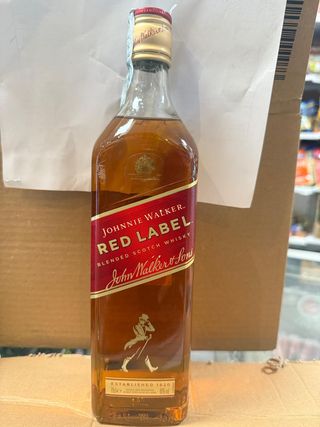 JOHNNIE WALKER
RED LABEL
BLENDED SCOTCH WHISKY
John Walker & Sons
ESTABLISHED 1820